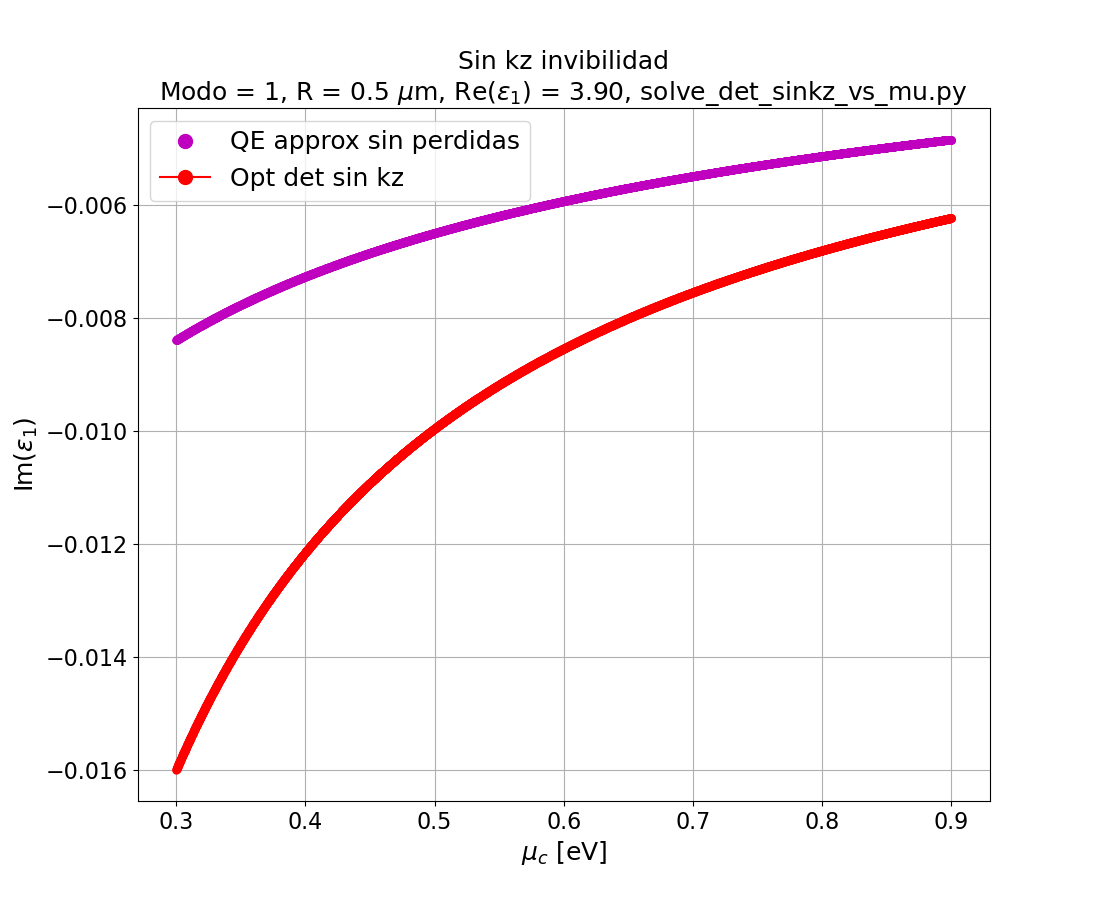 Sin kz invibilidad
Modo = 1, R = 0.5 μm, Re(ε₁) = 3.90, solve_det_sinkz_vs_mu.py
QE approx sin perdidas
Opt det sin kz
−0.006
−0.008
−0.010
−0.012
−0.014
−0.016
Im(ε₁)
0.3 0.4 0.5 0.6 0.7 0.8 0.9
μc [eV]